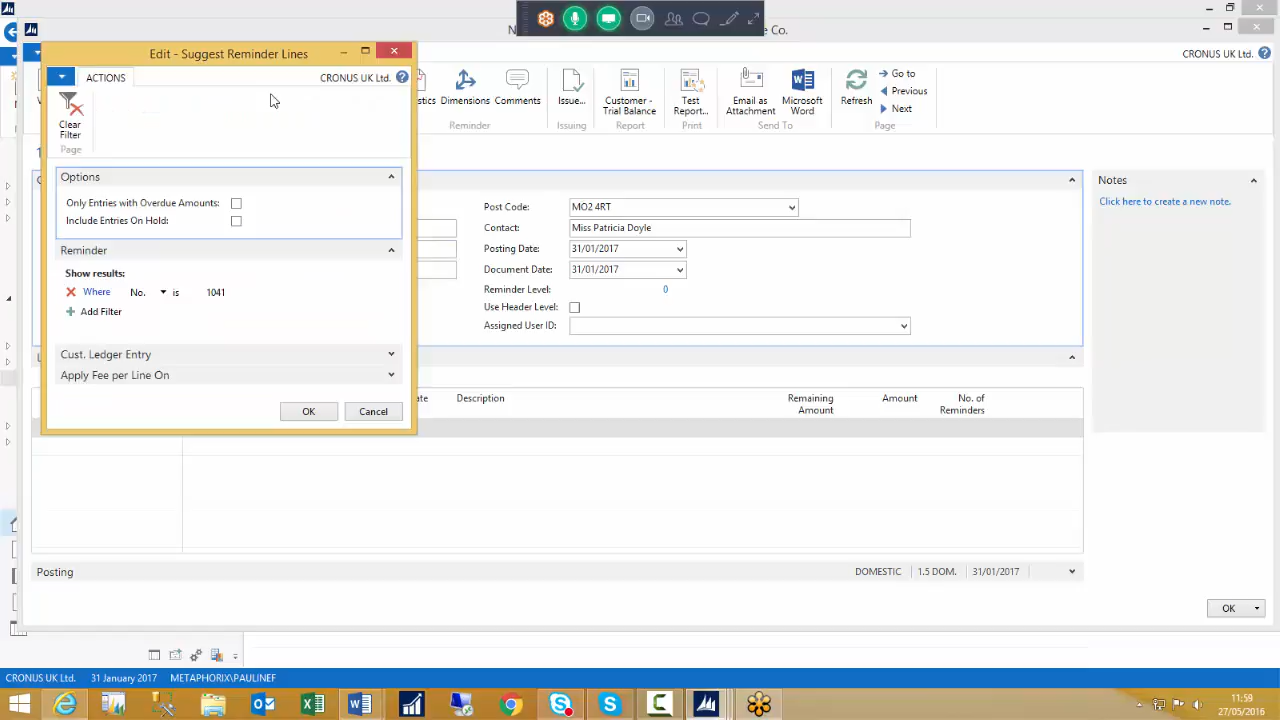 N
e Co.
Edit - Suggest Reminder Lines
CRONUS UK Ltd.
ACTIONS
CRONUS UK Ltd.
Clear
Filter
Page
tistics
Dimensions
Comments
Reminder
Issue...
Issuing
Customer -
Trial Balance
Report
Test
Report...
Print
Email as
Attachment
Microsoft
Word
Send To
Refresh
Go to
Previous
Next
Page
Options
Only Entries with Overdue Amounts:
Include Entries On Hold:
Reminder
Show results:
Where No. is 1041
Add Filter
Cust. Ledger Entry
Apply Fee per Line On
OK
Cancel
Post Code: MO2 4RT
Contact: Miss Patricia Doyle
Posting Date: 31/01/2017
Document Date: 31/01/2017
Reminder Level: 0
Use Header Level:
Assigned User ID:
Notes
Click here to create a new note.
ate Description Remaining Amount Amount No. of Reminders
Posting DOMESTIC 1.5 DOM. 31/01/2017
OK
CRONUS UK Ltd. 31 January 2017 METAPHORIX\PAULINEF
11:59
27/05/2016